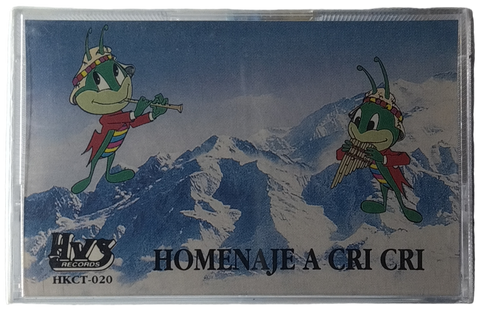 HVS
RECORDS
HKCT-020
HOMENAJE A CRI CRI